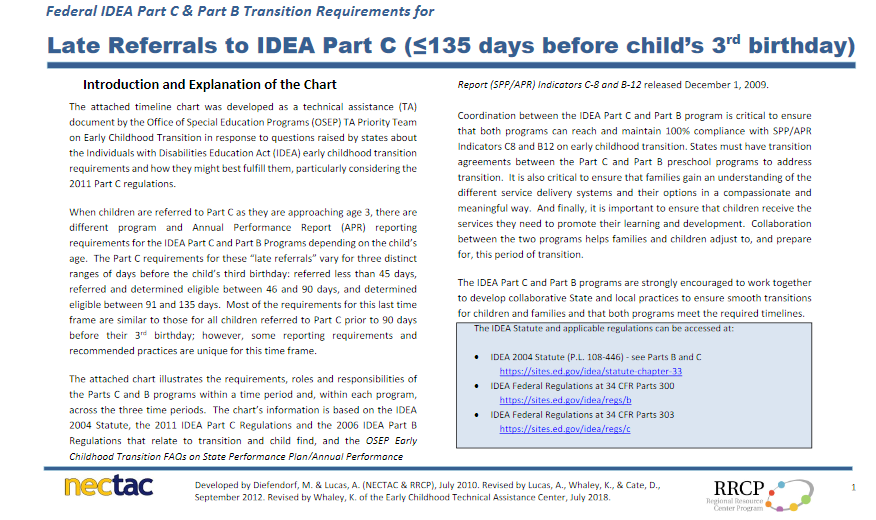 Federal IDEA Part C & Part B Transition Requirements for
Late Referrals to IDEA Part C (≤135 days before child's 3rd birthday)
Introduction and Explanation of the Chart
The attached timeline chart was developed as a technical assistance (TA)
document by the Office of Special Education Programs (OSEP) TA Priority Team
on Early Childhood Transition in response to questions raised by states about
the Individuals with Disabilities Education Act (IDEA) early childhood transition
requirements and how they might best fulfill them, particularly considering the
2011 Part C regulations.
When children are referred to Part C as they are approaching age 3, there are
different program and Annual Performance Report (APR) reporting
requirements for the IDEA Part C and Part B Programs depending on the child's
age. The Part C requirements for these "late referrals" vary for three distinct
ranges of days before the child's third birthday: referred less than 45 days,
referred and determined eligible between 46 and 90 days, and determined
eligible between 91 and 135 days. Most of the requirements for this last time
frame are similar to those for all children referred to Part C prior to 90 days
before their 3rd birthday; however, some reporting requirements and
recommended practices are unique for this time frame.
The attached chart illustrates the requirements, roles and responsibilities of
the Parts C and B programs within a time period and, within each program,
across the three time periods. The chart's information is based on the IDEA
2004 Statute, the 2011 IDEA Part C Regulations and the 2006 IDEA Part B
Regulations that relate to transition and child find, and the OSEP Early
Childhood Transition FAQs on State Performance Plan/Annual Performance
Report (SPP/APR) Indicators C-8 and B-12 released December 1, 2009.
Coordination between the IDEA Part C and Part B program is critical to ensure
that both programs can reach and maintain 100% compliance with SPP/APR
Indicators C8 and B12 on early childhood transition. States must have transition
agreements between the Part C and Part B preschool programs to address
transition. It is also critical to ensure that families gain an understanding of the
different service delivery systems and their options in a compassionate and
meaningful way. And finally, it is important to ensure that children receive the
services they need to promote their learning and development. Collaboration
between the two programs helps families and children adjust to, and prepare
for, this period of transition.
The IDEA Part C and Part B programs are strongly encouraged to work together
to develop collaborative State and local practices to ensure smooth transitions
for children and families and that both programs meet the required timelines.
The IDEA Statute and applicable regulations can be accessed at:
• IDEA 2004 Statute (P.L. 108-446) - see Parts B and C
https://sites.ed.gov/idea/statute-chapter-33
• IDEA Federal Regulations at 34 CFR Parts 300
https://sites.ed.gov/idea/regs/b
• IDEA Federal Regulations at 34 CFR Parts 303
https://sites.ed.gov/idea/regs/c
nectac
Developed by Diefendorf, M. & Lucas, A. (NECTAC & RRCP), July 2010. Revised by Lucas, A., Whaley, K., & Cate, D.,
September 2012. Revised by Whaley, K. of the Early Childhood Technical Assistance Center, July 2018.
RRCP
Regional Resource
Center Program
1